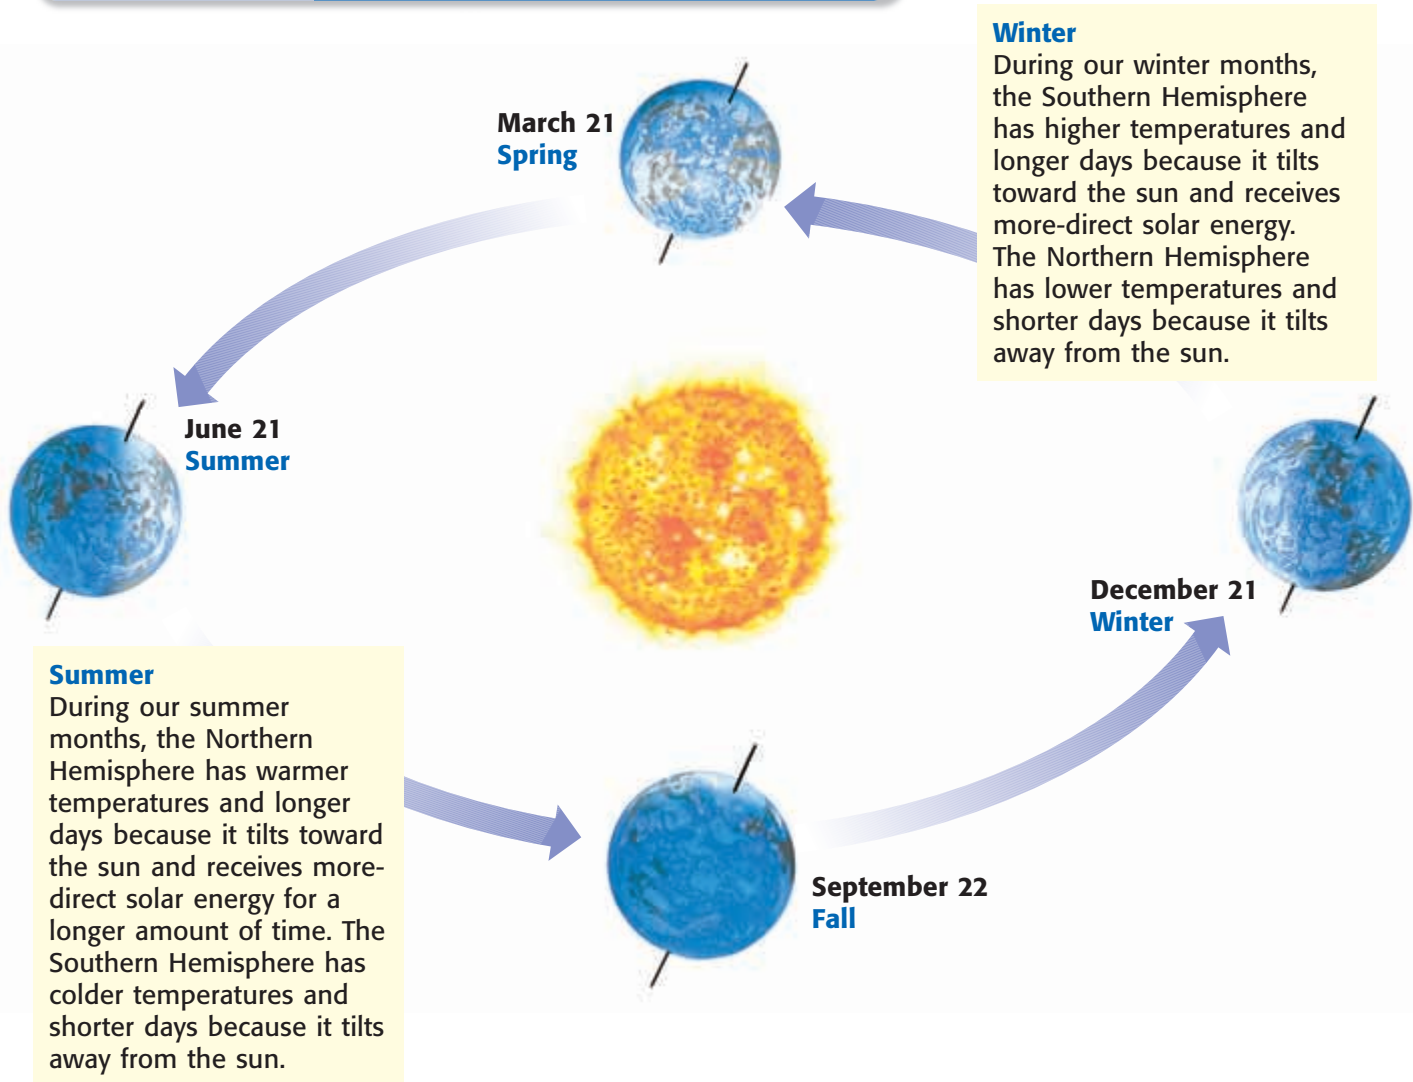 Winter
During our winter months,
the Southern Hemisphere
has higher temperatures and
longer days because it tilts
toward the sun and receives
more-direct solar energy.
The Northern Hemisphere
has lower temperatures and
shorter days because it tilts
away from the sun.
March 21
Spring
June 21
Summer
December 21
Winter
Summer
During our summer
months, the Northern
Hemisphere has warmer
temperatures and longer
days because it tilts toward
the sun and receives more-
direct solar energy for a
longer amount of time. The
Southern Hemisphere has
colder temperatures and
shorter days because it tilts
away from the sun.
September 22
Fall